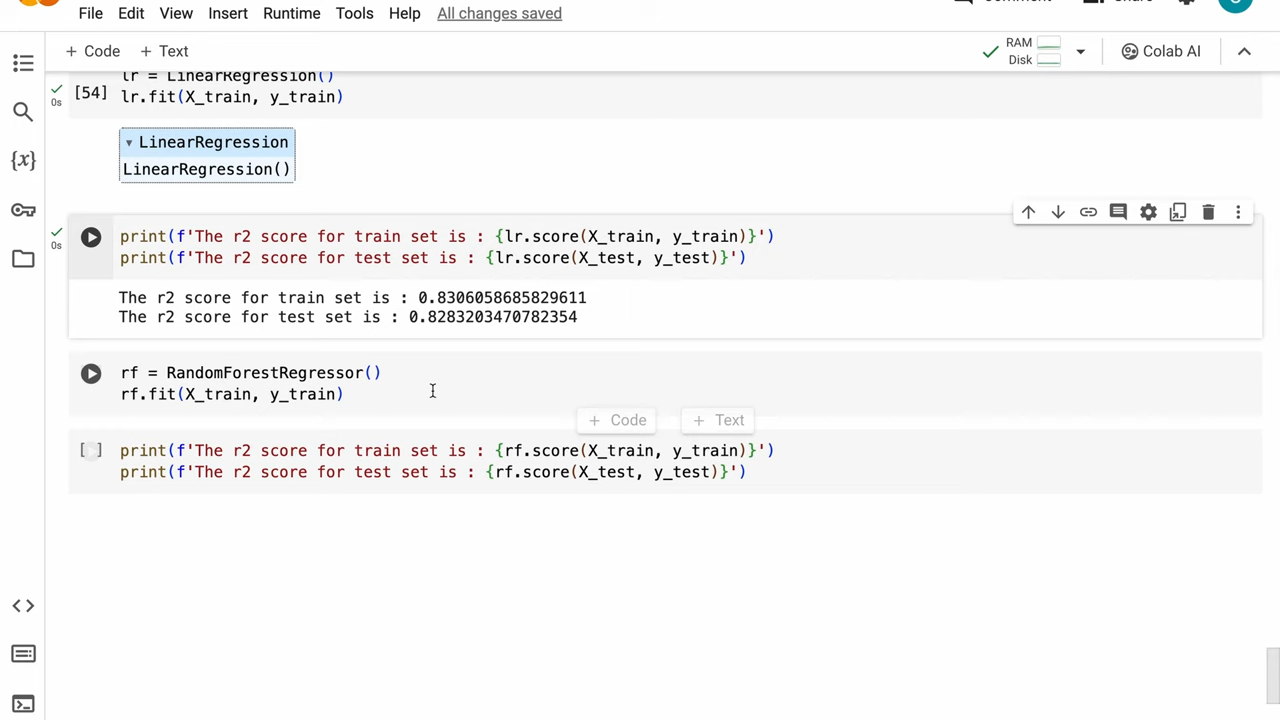 Comment Share
File Edit View Insert Runtime Tools Help All changes saved
+ Code + Text RAM Disk Colab AI
lr = LinearRegression()
[54] lr.fit(X_train, y_train)
0s
LinearRegression
LinearRegression()
{x}
0s
print(f'The r2 score for train set is : {lr.score(X_train, y_train)}')
print(f'The r2 score for test set is : {lr.score(X_test, y_test)}')
The r2 score for train set is : 0.8306058685829611
The r2 score for test set is : 0.8283203470782354
rf = RandomForestRegressor()
rf.fit(X_train, y_train)
+ Code + Text
[ ] print(f'The r2 score for train set is : {rf.score(X_train, y_train)}')
print(f'The r2 score for test set is : {rf.score(X_test, y_test)}')